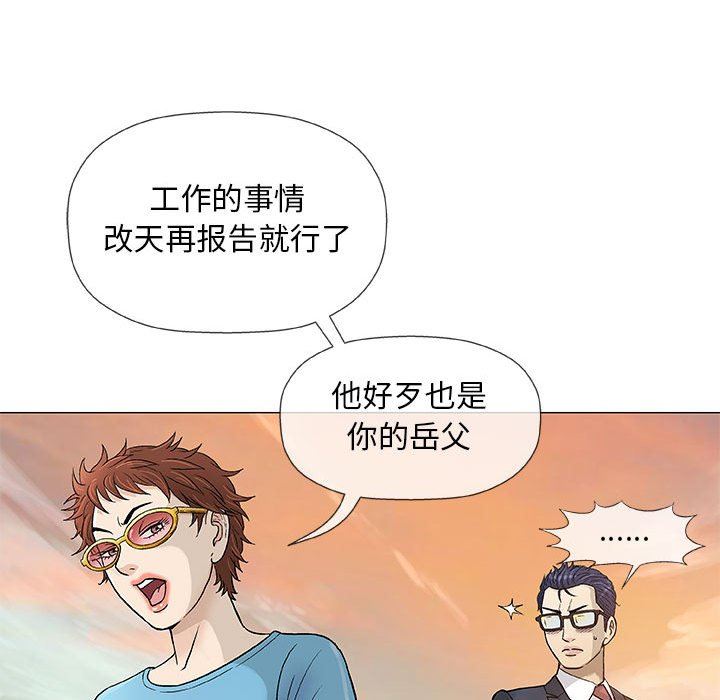 工作的事情
改天再报告就行了
他好歹也是
你的岳父
……